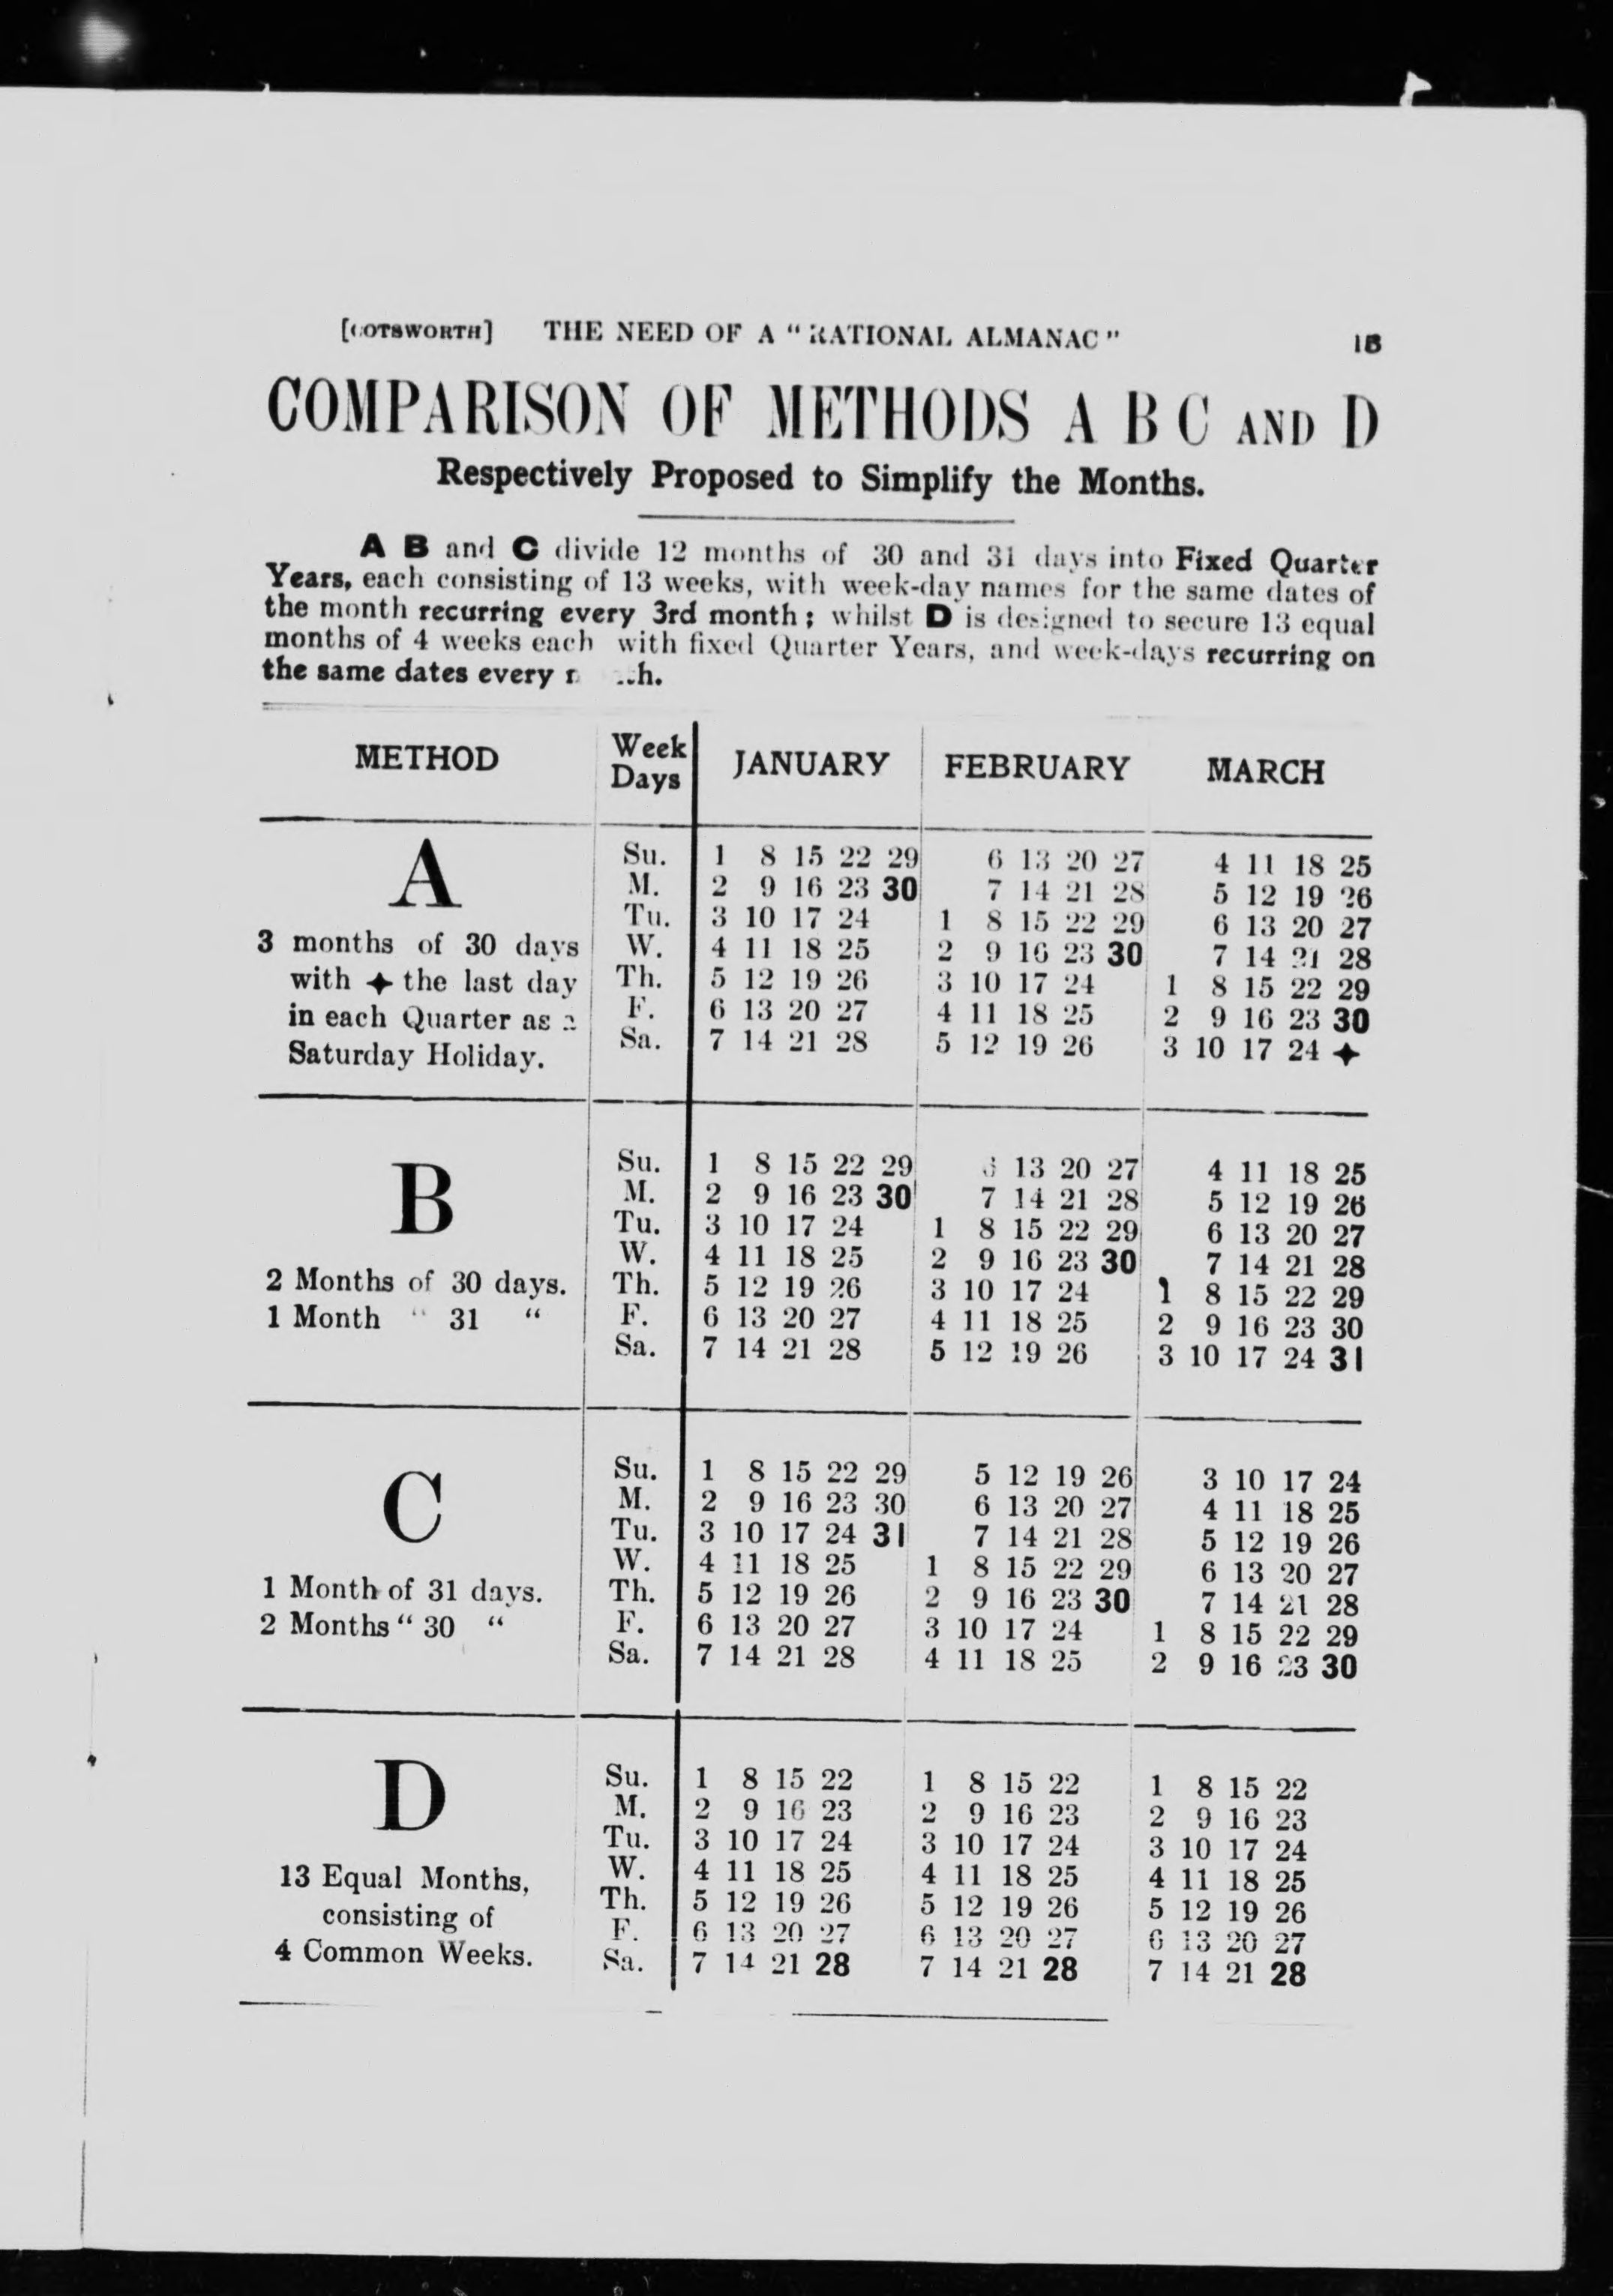 [COTSWORTH] THE NEED OF A "RATIONAL ALMANAC"
COMPARISON OF METHODS A B C AND D
Respectively Proposed to Simplify the Months.
A B and C divide 12 months of 30 and 31 days into Fixed Quarter
Years, each consisting of 13 weeks, with week-day names for the same dates of
the month recurring every 3rd month; whilst D is designed to secure 13 equal
months of 4 weeks each with fixed Quarter Years, and week-days recurring on
the same dates every
METHOD Week Days JANUARY FEBRUARY MARCH
A
3 months of 30 days
with ✦ the last day
in each Quarter as a
Saturday Holiday.
Su. 1 8 15 22 29 6 13 20 27 4 11 18 25
M. 2 9 16 23 30 7 14 21 28 5 12 19 26
Tu. 3 10 17 24 1 8 15 22 29 6 13 20 27
W. 4 11 18 25 2 9 16 23 30 7 14 21 28
Th. 5 12 19 26 3 10 17 24 1 8 15 22 29
F. 6 13 20 27 4 11 18 25 2 9 16 23 30
Sa. 7 14 21 28 5 12 19 26 3 10 17 24 ✦
B
2 Months of 30 days.
1 Month " 31 "
Su. 1 8 15 22 29 6 13 20 27 4 11 18 25
M. 2 9 16 23 30 7 14 21 28 5 12 19 26
Tu. 3 10 17 24 1 8 15 22 29 6 13 20 27
W. 4 11 18 25 2 9 16 23 30 7 14 21 28
Th. 5 12 19 26 3 10 17 24 1 8 15 22 29
F. 6 13 20 27 4 11 18 25 2 9 16 23 30
Sa. 7 14 21 28 5 12 19 26 3 10 17 24 31
C
1 Month of 31 days.
2 Months " 30 "
Su. 1 8 15 22 29 5 12 19 26 3 10 17 24
M. 2 9 16 23 30 6 13 20 27 4 11 18 25
Tu. 3 10 17 24 31 7 14 21 28 5 12 19 26
W. 4 11 18 25 1 8 15 22 29 6 13 20 27
Th. 5 12 19 26 2 9 16 23 30 7 14 21 28
F. 6 13 20 27 3 10 17 24 1 8 15 22 29
Sa. 7 14 21 28 4 11 18 25 2 9 16 23 30
D
13 Equal Months,
consisting of
4 Common Weeks.
Su. 1 8 15 22 1 8 15 22 1 8 15 22
M. 2 9 16 23 2 9 16 23 2 9 16 23
Tu. 3 10 17 24 3 10 17 24 3 10 17 24
W. 4 11 18 25 4 11 18 25 4 11 18 25
Th. 5 12 19 26 5 12 19 26 5 12 19 26
F. 6 13 20 27 6 13 20 27 6 13 20 27
Sa. 7 14 21 28 7 14 21 28 7 14 21 28